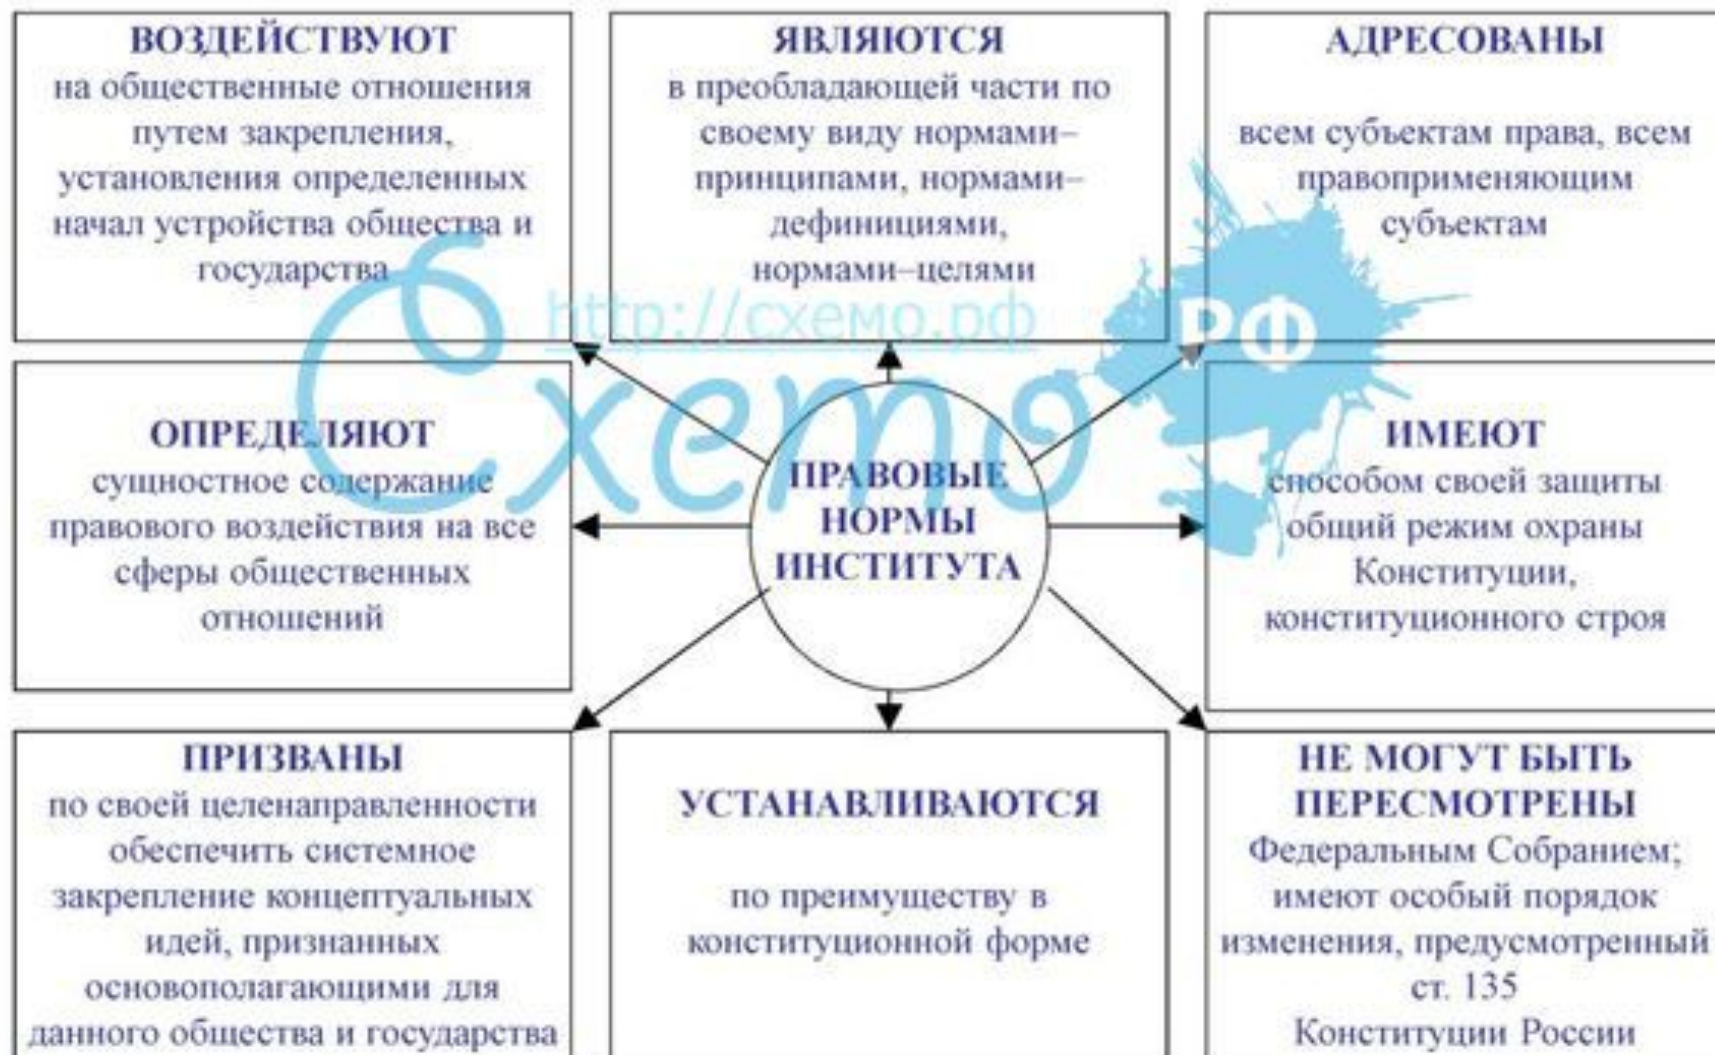 ВОЗДЕЙСТВУЮТ
на общественные отношения
путем закрепления,
установления определенных
начал устройства общества и
государства
ЯВЛЯЮТСЯ
в преобладающей части по
своему виду нормами–
принципами, нормами–
дефинициями,
нормами–целями
АДРЕСОВАНЫ
всем субъектам права, всем
правоприменяющим
субъектам
http://схемо.рф
Схемо
РФ
ОПРЕДЕЛЯЮТ
сущностное содержание
правового воздействия на все
сферы общественных
отношений
ПРАВОВЫЕ
НОРМЫ
ИНСТИТУТА
ИМЕЮТ
способом своей защиты
общий режим охраны
Конституции,
конституционного строя
ПРИЗВАНЫ
по своей целенаправленности
обеспечить системное
закрепление концептуальных
идей, признанных
основополагающими для
данного общества и государства
УСТАНАВЛИВАЮТСЯ
по преимуществу в
конституционной форме
НЕ МОГУТ БЫТЬ
ПЕРЕСМОТРЕНЫ
Федеральным Собранием;
имеют особый порядок
изменения, предусмотренный
ст. 135
Конституции России